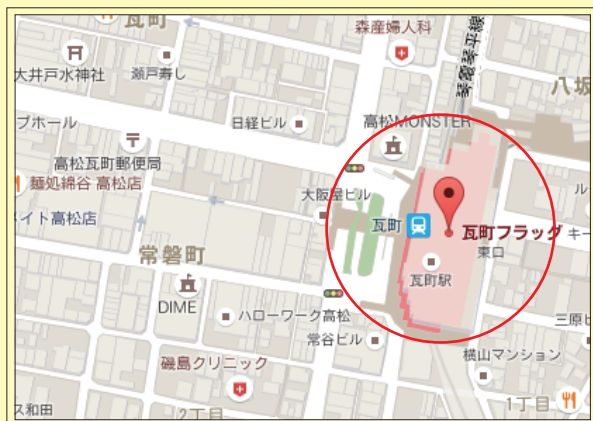 瓦町
森産婦人科
大井戸水神社
瀬戸寿し
琴電琴平線
八坂
プホール
日経ビル
高松MONSTER
高松瓦町郵便局
麺処綿谷 高松店
大阪屋ビル
ル
メイト高松店
瓦町
瓦町フラッグ
キー
東口
常磐町
瓦町駅
DIME
ハローワーク高松
三原ビ
常谷ビル
横山マンション
磯島クリニック
1丁目
ス和田
2丁目